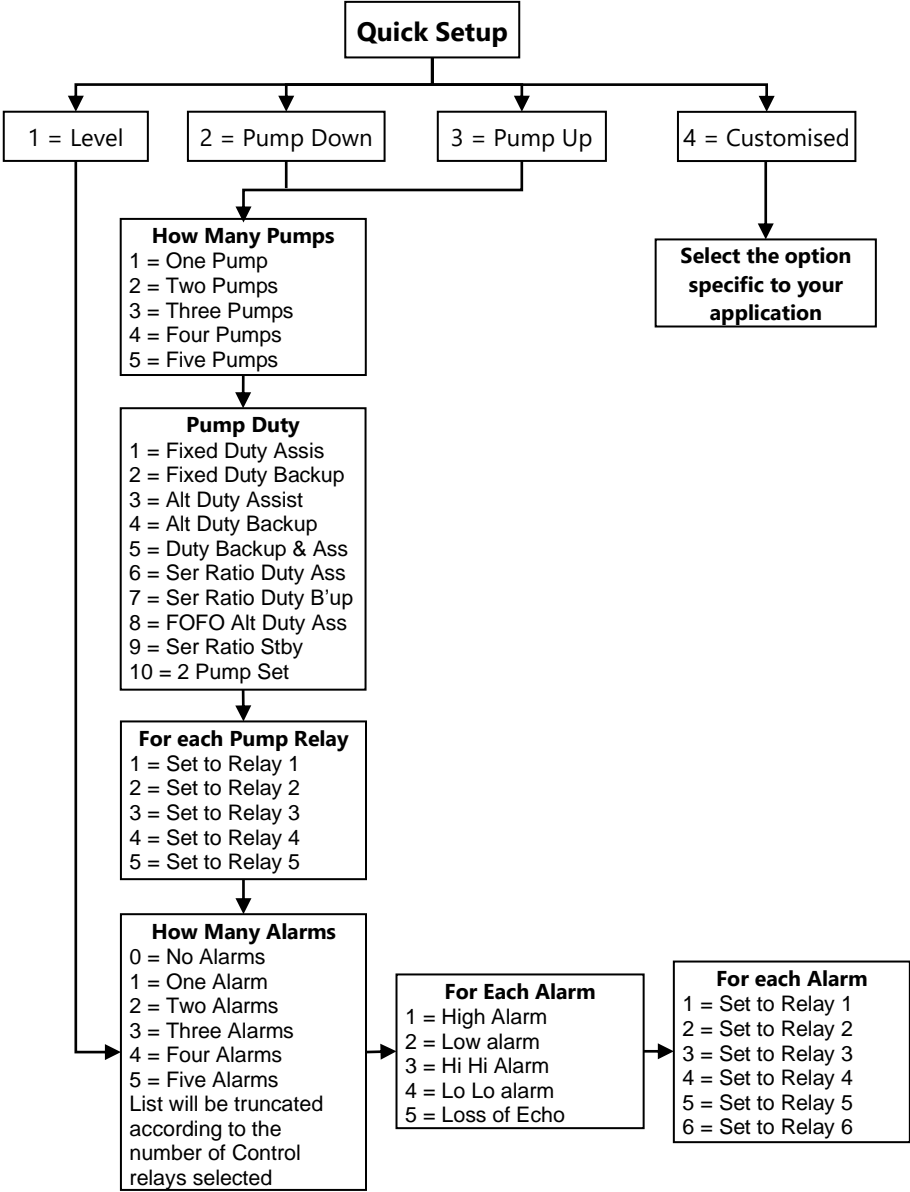 Quick Setup
1 = Level
2 = Pump Down
3 = Pump Up
4 = Customised
How Many Pumps
1 = One Pump
2 = Two Pumps
3 = Three Pumps
4 = Four Pumps
5 = Five Pumps
Select the option
specific to your
application
Pump Duty
1 = Fixed Duty Assis
2 = Fixed Duty Backup
3 = Alt Duty Assist
4 = Alt Duty Backup
5 = Duty Backup & Ass
6 = Ser Ratio Duty Ass
7 = Ser Ratio Duty B'up
8 = FOFO Alt Duty Ass
9 = Ser Ratio Stby
10 = 2 Pump Set
For each Pump Relay
1 = Set to Relay 1
2 = Set to Relay 2
3 = Set to Relay 3
4 = Set to Relay 4
5 = Set to Relay 5
How Many Alarms
0 = No Alarms
1 = One Alarm
2 = Two Alarms
3 = Three Alarms
4 = Four Alarms
5 = Five Alarms
List will be truncated
according to the
number of Control
relays selected
For Each Alarm
1 = High Alarm
2 = Low alarm
3 = Hi Hi Alarm
4 = Lo Lo alarm
5 = Loss of Echo
For each Alarm
1 = Set to Relay 1
2 = Set to Relay 2
3 = Set to Relay 3
4 = Set to Relay 4
5 = Set to Relay 5
6 = Set to Relay 6